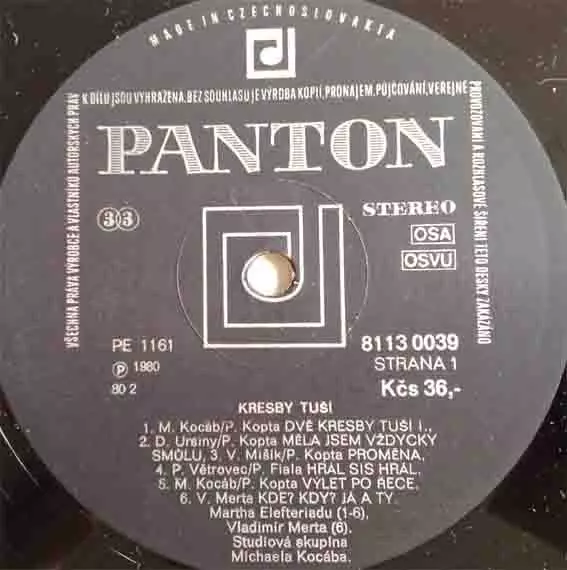 MADE IN CZECHOSLOVAKIA
VŠECHNA PRÁVA VÝROBCE A VLASTNÍKU AUTORSKÝCH PRÁV
K DÍLU JSOU VYHRAŽENA. BEZ SOUHLASU JE VÝROBA KOPIÍ, PRONÁJEM, PŮJČOVÁNÍ, VEŘEJNÉ
PROVOZOVÁNÍ A ROZHLASOVÉ ŠÍŘENÍ TÉTO DESKY ZAKÁZÁNO
PANTON
33
STEREO
OSA
OSVU
PE 1161
8113 0039
Ⓟ 1980
STRANA 1
80 2
Kčs 36,-
KRESBY TUŠÍ
1. M. Kocáb/P. Kopta DVĚ KRESBY TUŠÍ I.,
2. D. Ursiny/P. Kopta MĚLA JSEM VŽDYCKY
SMŮLU, 3. V. Mišík/P. Kopta PROMĚNA,
4. P. Větrovec/P. Fiala HRÁL SIS HRÁL,
5. M. Kocáb/P. Kopta VÝLET PO ŘECE,
6. V. Merta KDE? KDY? JÁ A TY
Martha Elefteriadu (1-6),
Vladimír Merta (6),
Studiová skupina
Michaela Kocába.